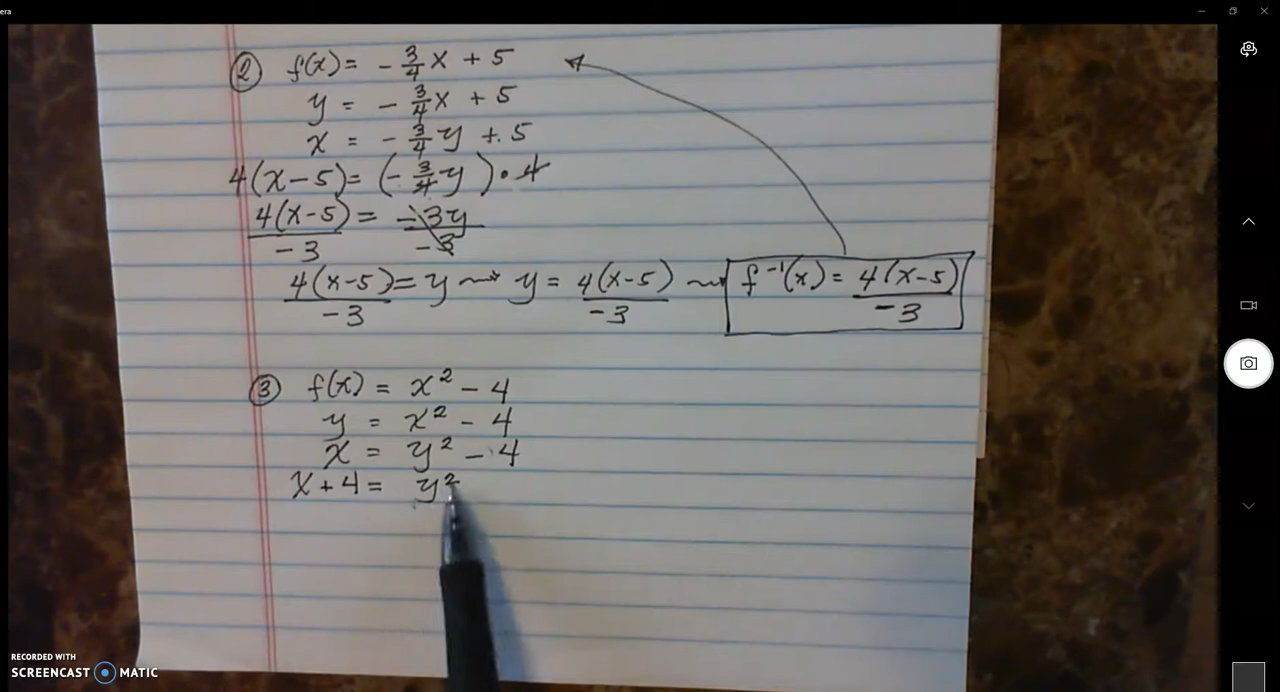 era
② f(x) = - 3/4 x + 5
y = - 3/4 x + 5
x = - 3/4 y + 5
4(x-5) = (- 3/4 y) • 4
4(x-5)/-3 = -3y/-3
4(x-5)/-3 = y ⇝ y = 4(x-5)/-3 ⇝ f⁻¹(x) = 4(x-5)/-3
③ f(x) = x² - 4
y = x² - 4
x = y² - 4
x + 4 = y²
RECORDED WITH
SCREENCAST MATIC